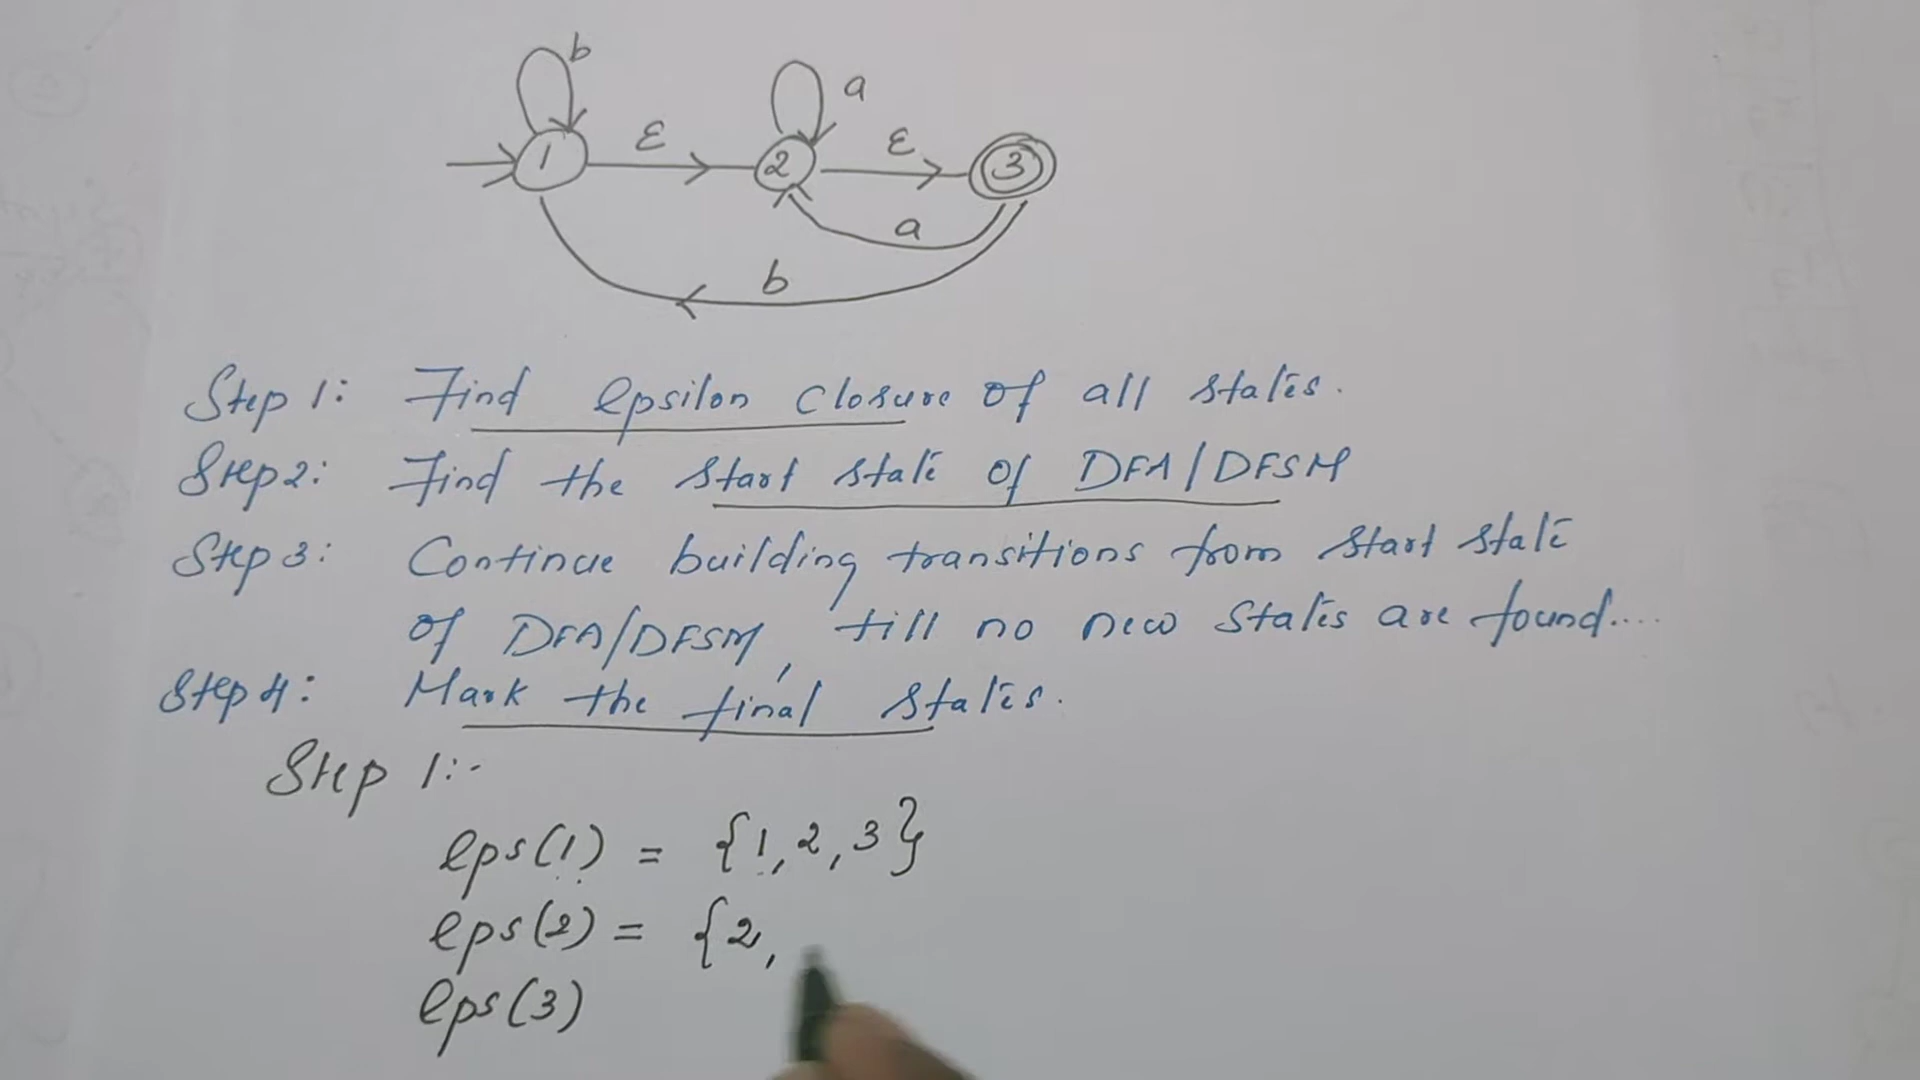 b
a
ε
ε
1
2
3
a
b
Step 1: Find epsilon closure of all states.
Step 2: Find the start state of DFA/DFSM
Step 3: Continue building transitions from start state
of DFA/DFSM, till no new states are found....
Step 4: Mark the final states.
Step 1:-
eps(1) = {1, 2, 3}
eps(2) = {2,
eps(3)